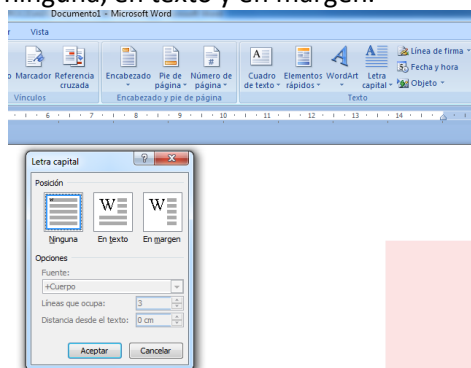 ninguna, en texto y en margen.
Documento1 - Microsoft Word
r Vista
Línea de firma
Fecha y hora
Objeto
o Marcador Referencia cruzada
Encabezado Pie de página Número de página
Cuadro de texto Elementos rápidos WordArt Letra capital
Vínculos Encabezado y pie de página Texto
6 7 8 9 10 11 12 13 14
Letra capital
Posición
W W W
Ninguna En texto En margen
Opciones
Fuente:
+Cuerpo
Líneas que ocupa: 3
Distancia desde el texto: 0 cm
Aceptar Cancelar